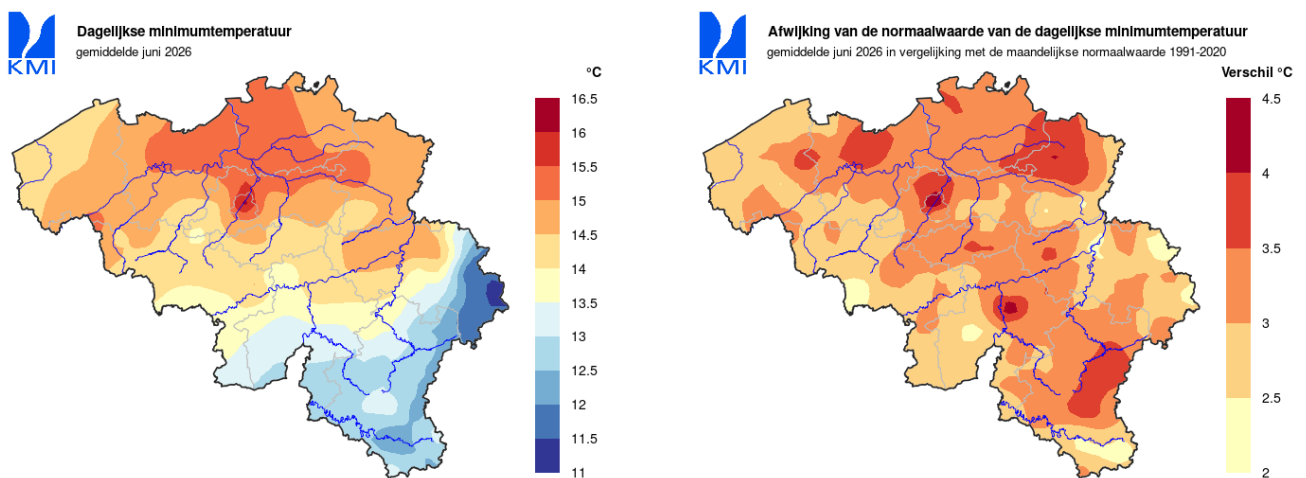 KMI
Dagelijkse minimumtemperatuur
gemiddelde juni 2026
°C
16.5
16
15.5
15
14.5
14
13.5
13
12.5
12
11.5
11
KMI
Afwijking van de normaalwaarde van de dagelijkse minimumtemperatuur
gemiddelde juni 2026 in vergelijking met de maandelijkse normaalwaarde 1991-2020
Verschil °C
4.5
4
3.5
3
2.5
2